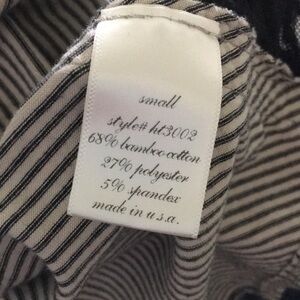 small
style# ht3002
68% bamboo cotton
27% polyester
5% spandex
made in u.s.a.